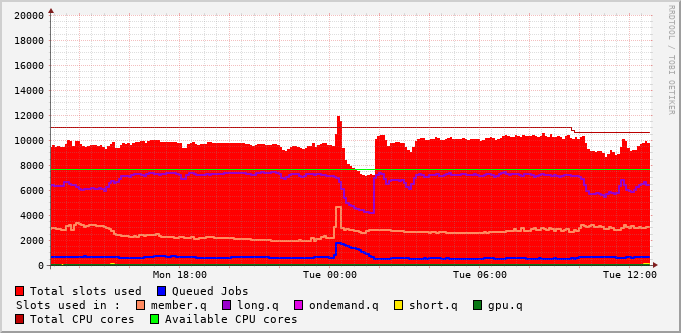 20000
18000
16000
14000
12000
10000
8000
6000
4000
2000
0
Mon 18:00 Tue 00:00 Tue 06:00 Tue 12:00
RRDTOOL / TOBI OETIKER
Total slots used Queued Jobs
Slots used in : member.q long.q ondemand.q short.q gpu.q
Total CPU cores Available CPU cores